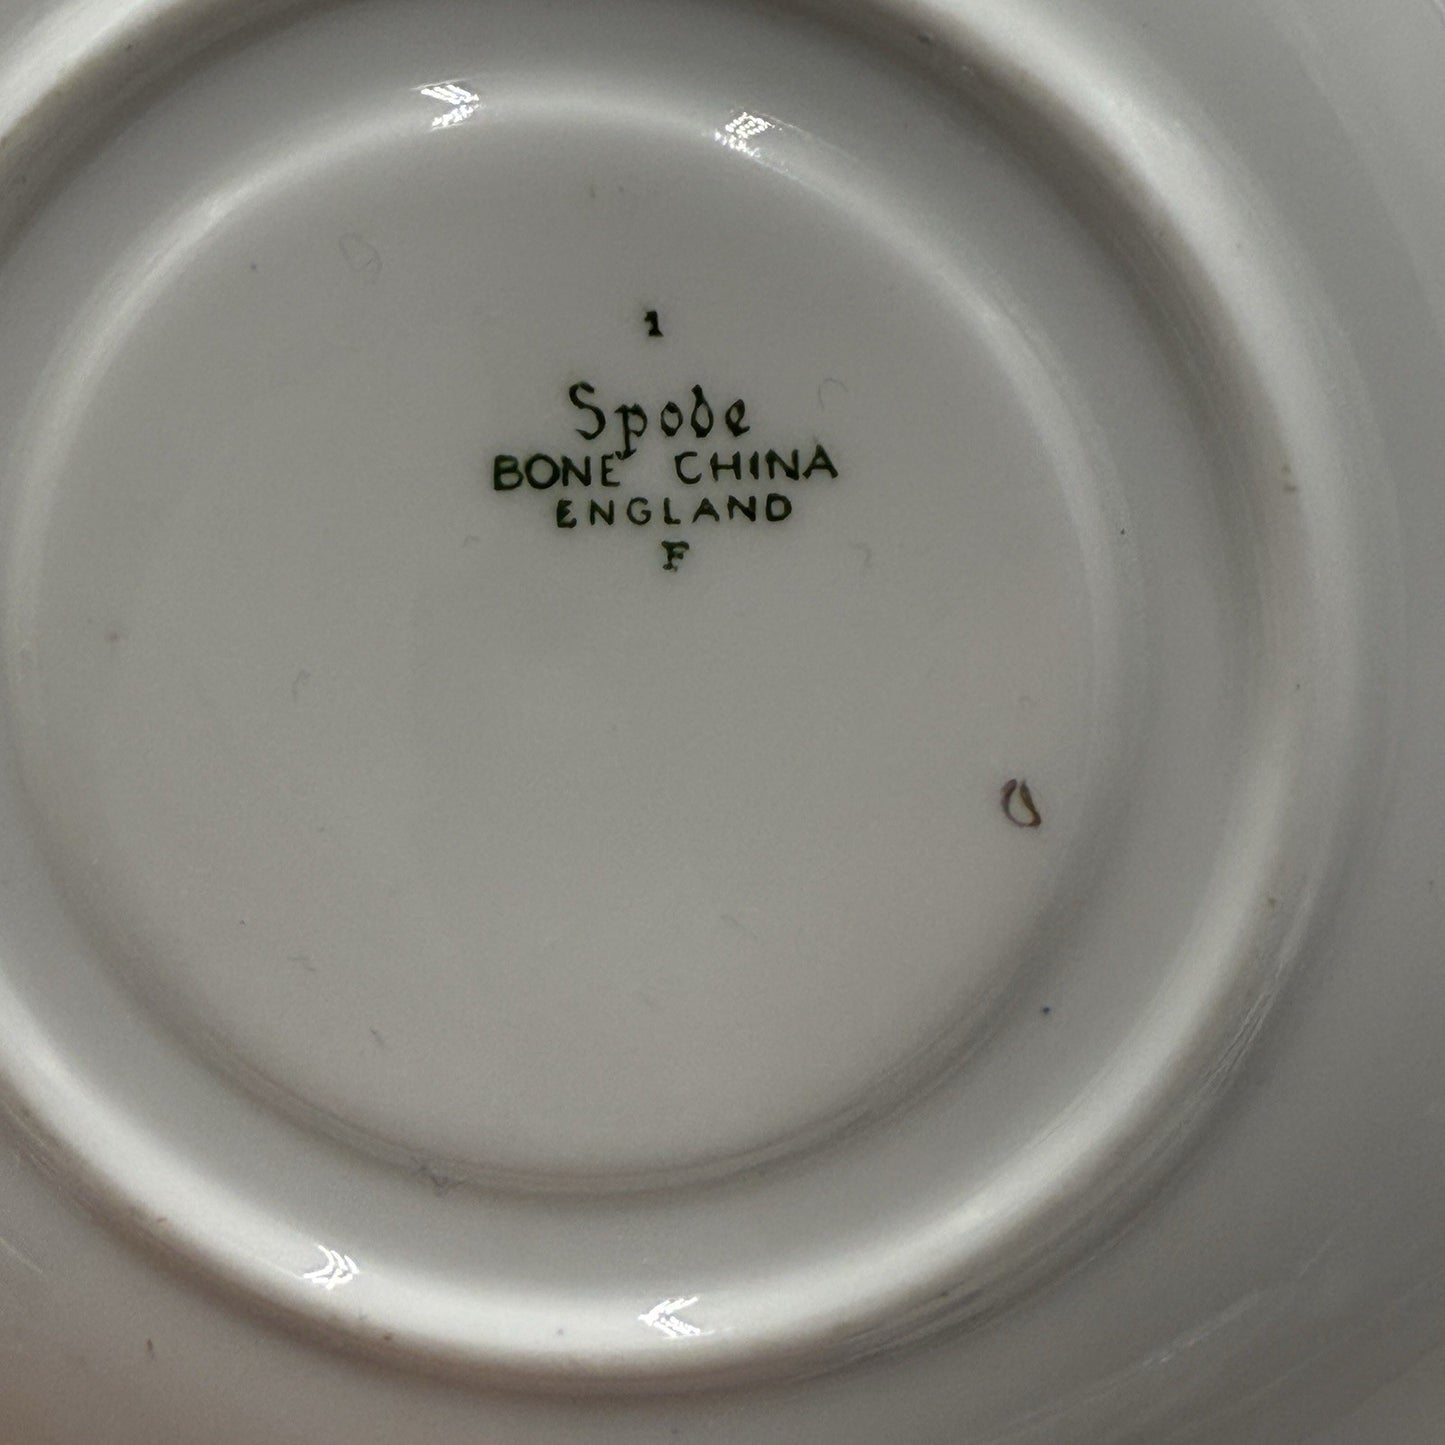 1
Spode
BONE CHINA
ENGLAND
F